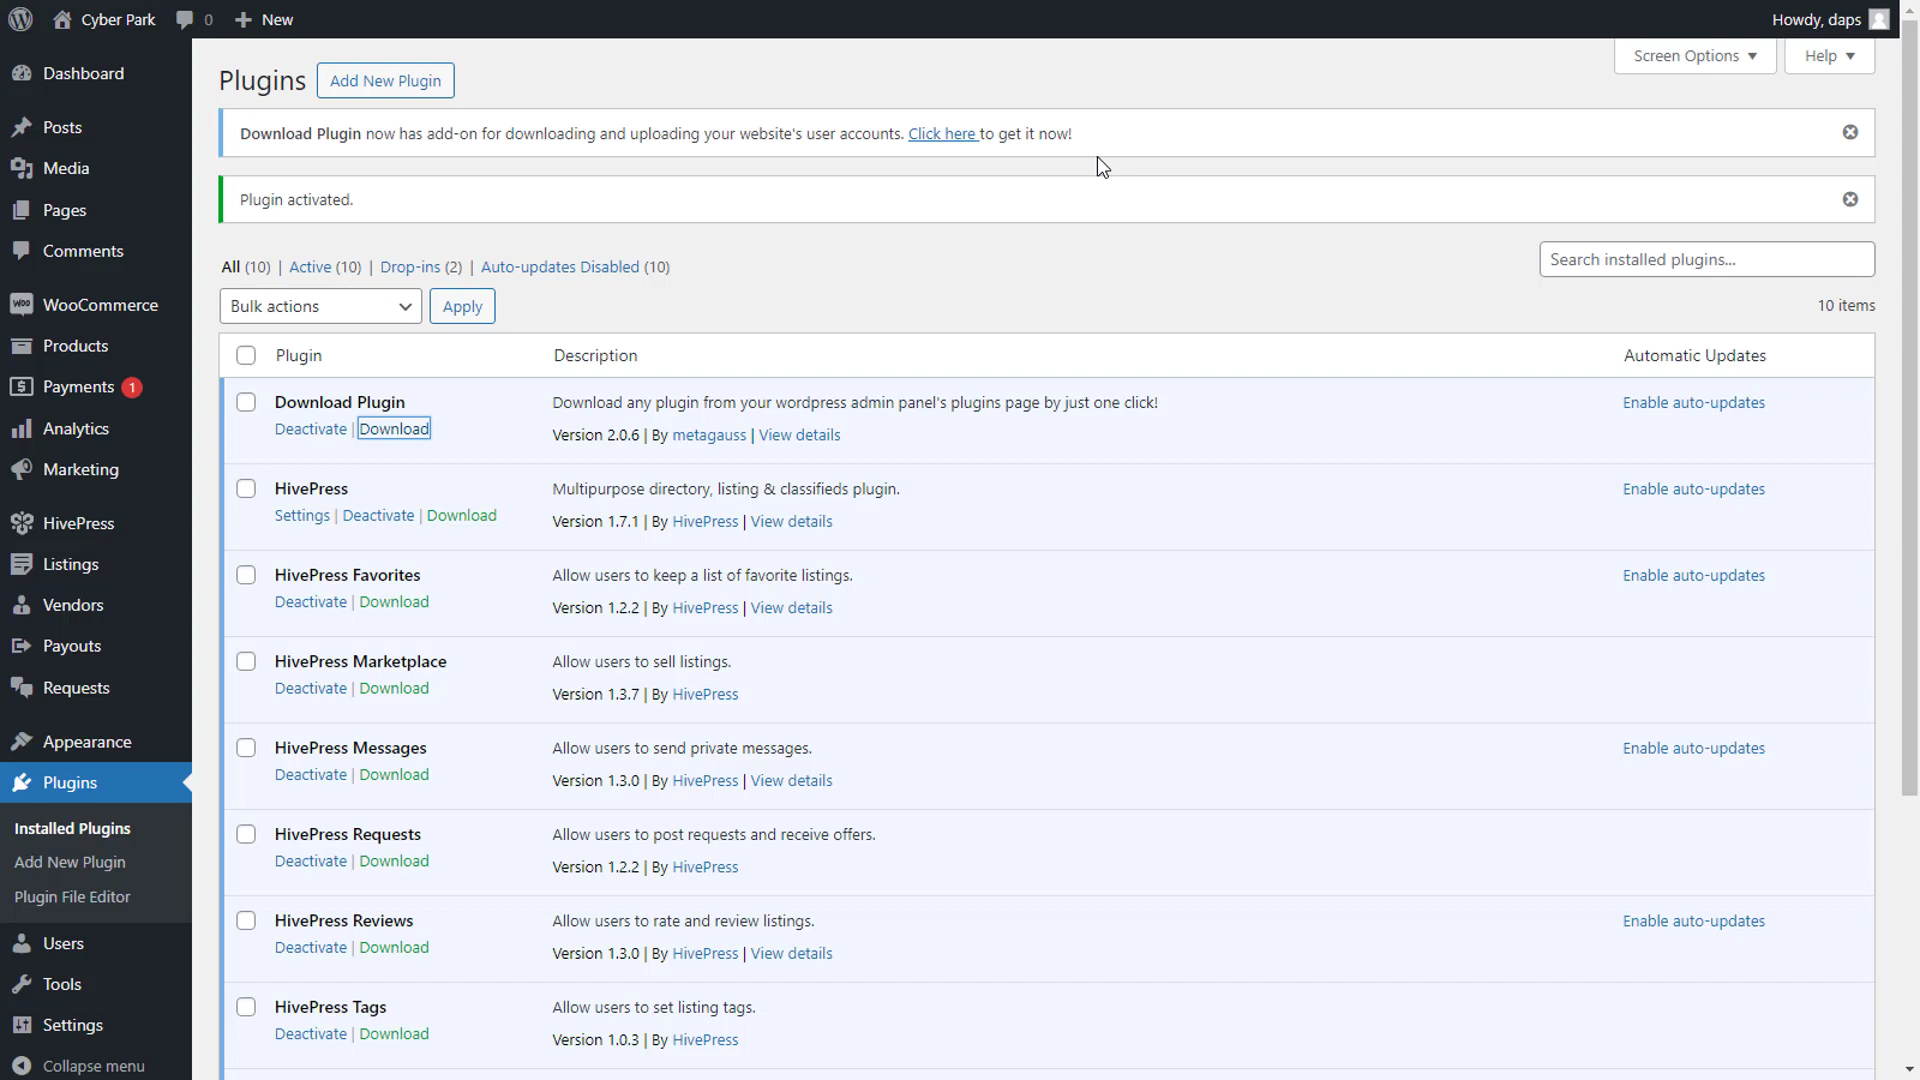 Cyber Park 0 New Howdy, daps
Screen Options Help
Plugins Add New Plugin
Download Plugin now has add-on for downloading and uploading your website's user accounts. Click here to get it now!
Plugin activated.
All (10) | Active (10) | Drop-ins (2) | Auto-updates Disabled (10)
Search installed plugins...
Bulk actions Apply 10 items
Plugin Description Automatic Updates
Download Plugin Download any plugin from your wordpress admin panel's plugins page by just one click! Enable auto-updates
Deactivate | Download Version 2.0.6 | By metagauss | View details
HivePress Multipurpose directory, listing & classifieds plugin. Enable auto-updates
Settings | Deactivate | Download Version 1.7.1 | By HivePress | View details
HivePress Favorites Allow users to keep a list of favorite listings. Enable auto-updates
Deactivate | Download Version 1.2.2 | By HivePress | View details
HivePress Marketplace Allow users to sell listings.
Deactivate | Download Version 1.3.7 | By HivePress
HivePress Messages Allow users to send private messages. Enable auto-updates
Deactivate | Download Version 1.3.0 | By HivePress | View details
HivePress Requests Allow users to post requests and receive offers.
Deactivate | Download Version 1.2.2 | By HivePress
HivePress Reviews Allow users to rate and review listings. Enable auto-updates
Deactivate | Download Version 1.3.0 | By HivePress | View details
HivePress Tags Allow users to set listing tags.
Deactivate | Download Version 1.0.3 | By HivePress
Dashboard
Posts
Media
Pages
Comments
WOO WooCommerce
Products
Payments 1
Analytics
Marketing
HivePress
Listings
Vendors
Payouts
Requests
Appearance
Plugins
Installed Plugins
Add New Plugin
Plugin File Editor
Users
Tools
Settings
Collapse menu